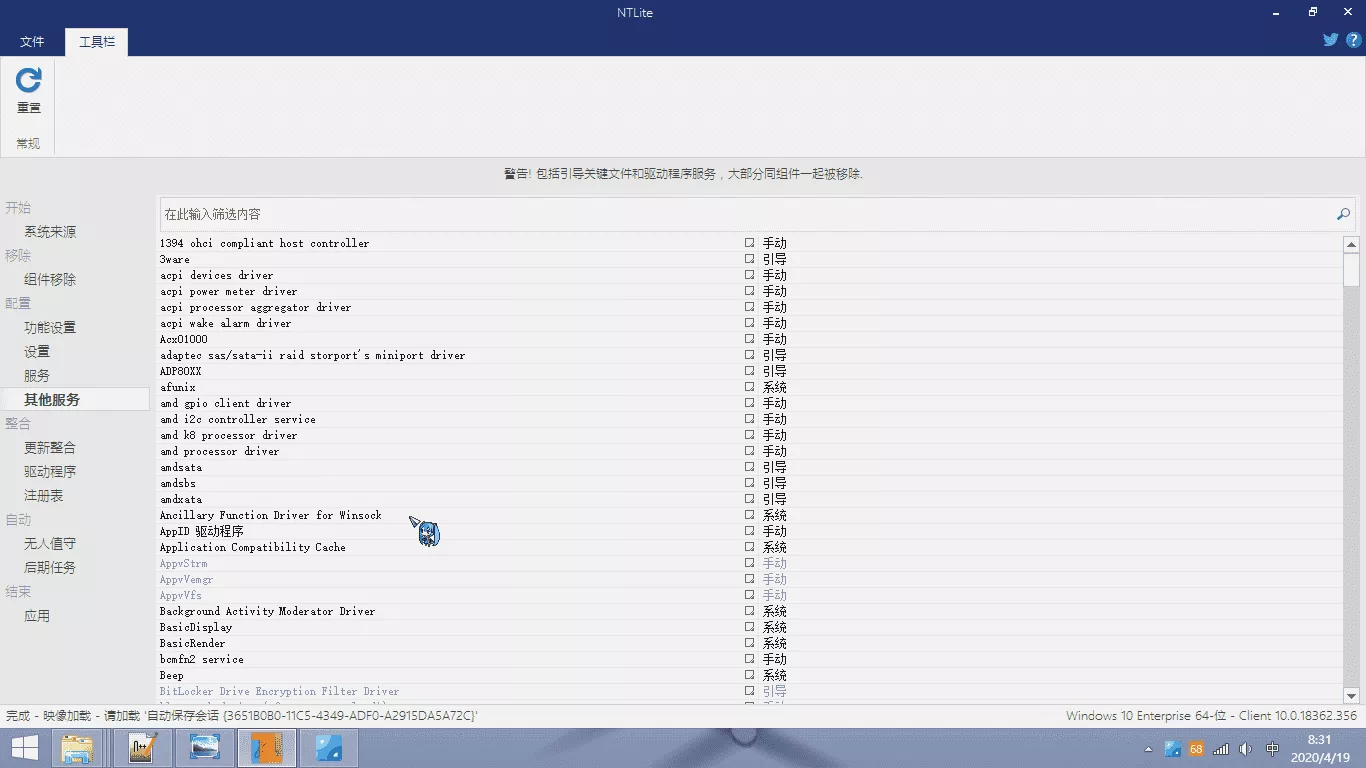 NTLite
文件 工具栏
重置
常规
警告! 包括引导关键文件和驱动程序服务，大部分同组件一起被移除.
开始
系统来源
移除
组件移除
配置
功能设置
设置
服务
其他服务
整合
更新整合
驱动程序
注册表
自动
无人值守
后期任务
结束
应用
在此输入筛选内容
1394 ohci compliant host controller 手动
3ware 引导
acpi devices driver 手动
acpi power meter driver 手动
acpi processor aggregator driver 手动
acpi wake alarm driver 手动
Acx01000 手动
adaptec sas/sata-ii raid storport's miniport driver 引导
ADP80XX 引导
afunix 系统
amd gpio client driver 手动
amd i2c controller service 手动
amd k8 processor driver 手动
amd processor driver 手动
amdsata 引导
amdsbs 引导
amdxata 引导
Ancillary Function Driver for Winsock 系统
AppID 驱动程序 手动
Application Compatibility Cache 系统
AppvStrm 手动
AppvVemgr 手动
AppvVfs 手动
Background Activity Moderator Driver 系统
BasicDisplay 系统
BasicRender 系统
bcmfn2 service 手动
Beep 系统
BitLocker Drive Encryption Filter Driver 引导
完成 - 映像加载 - 请加载 '自动保存会话 {3651B0B0-11C5-4349-ADF0-A2915DA5A72C}'
Windows 10 Enterprise 64-位 - Client 10.0.18362.356
n++
68
中
8:31
2020/4/19